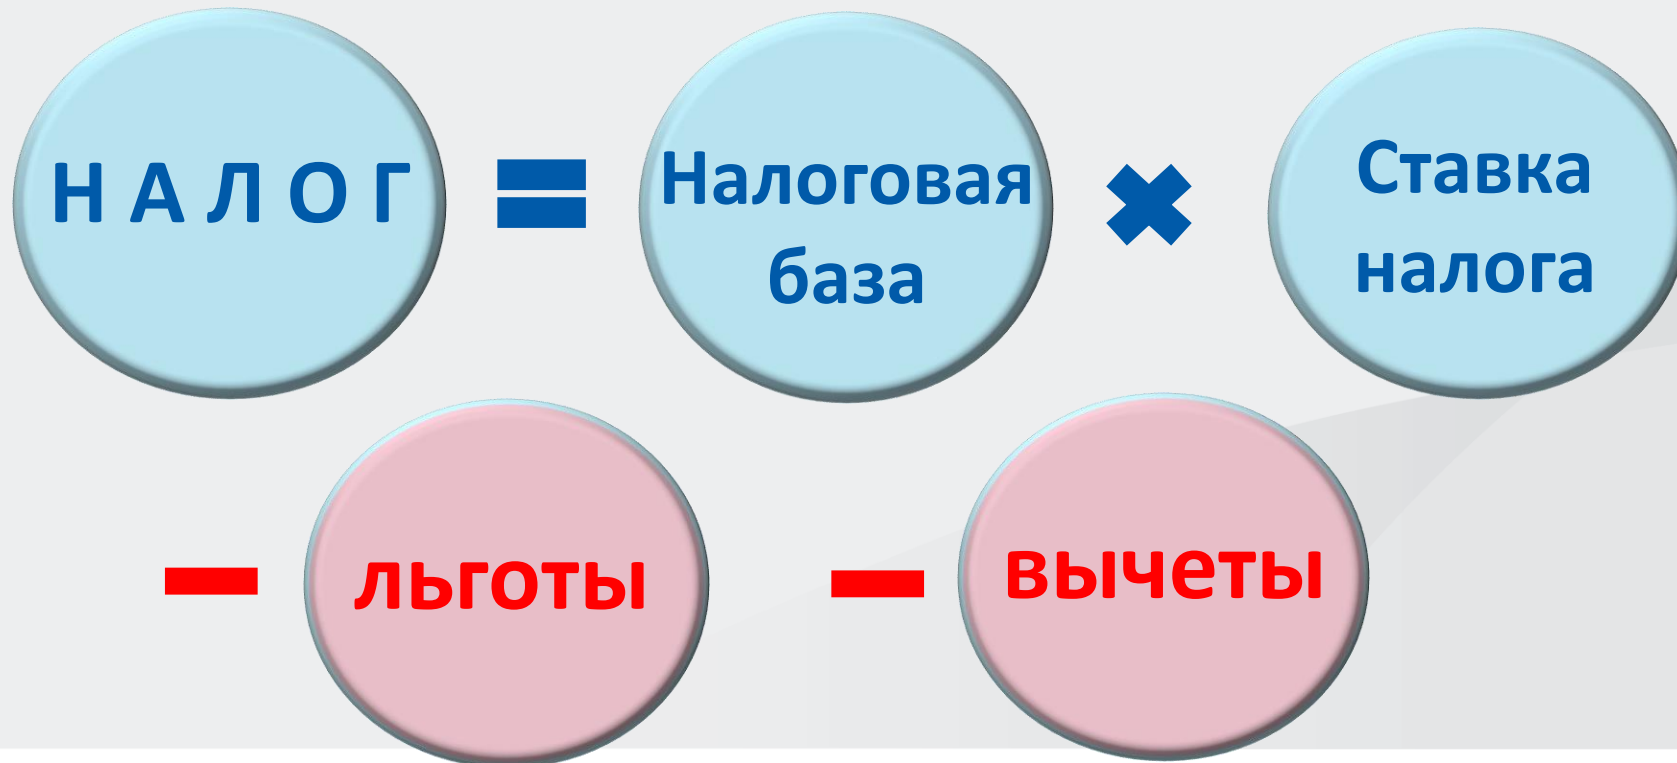 Н А Л О Г = Налоговая база × Ставка налога
− льготы − вычеты